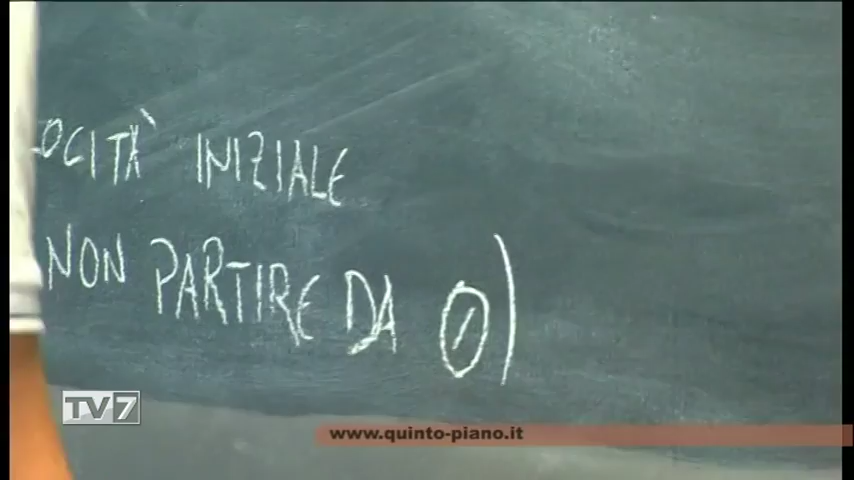 OCITÀ INIZIALE
NON PARTIRE DA 0)
TV7
www.quinto-piano.it